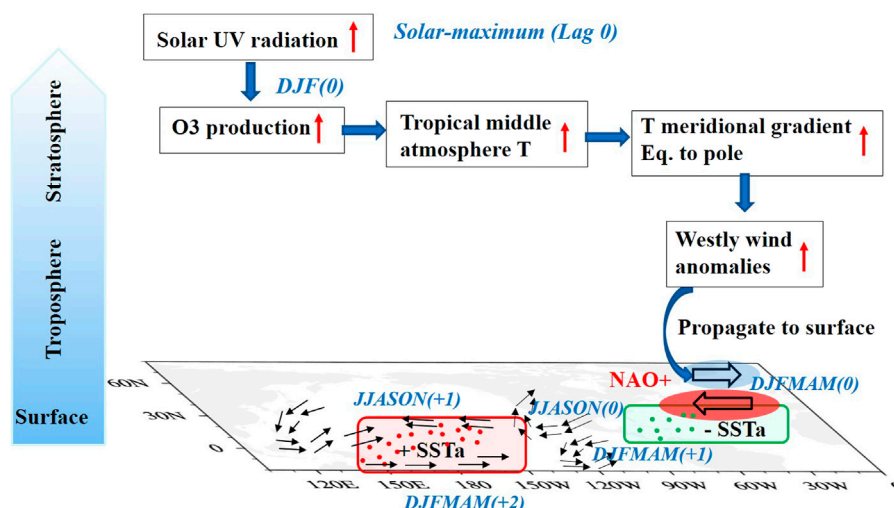 Solar UV radiation
Solar-maximum (Lag 0)
DJF(0)
O3 production
Tropical middle
atmosphere T
T meridional gradient
Eq. to pole
Westly wind
anomalies
Propagate to surface
Stratosphere
Troposphere
Surface
60N
30N
0
NAO+
DJFMAM(0)
JJASON(+1)
JJASON(0)
+ SSTa
- SSTa
DJFMAM(+1)
120E 150E 180 150W 120W 90W 60W 30W
DJFMAM(+2)